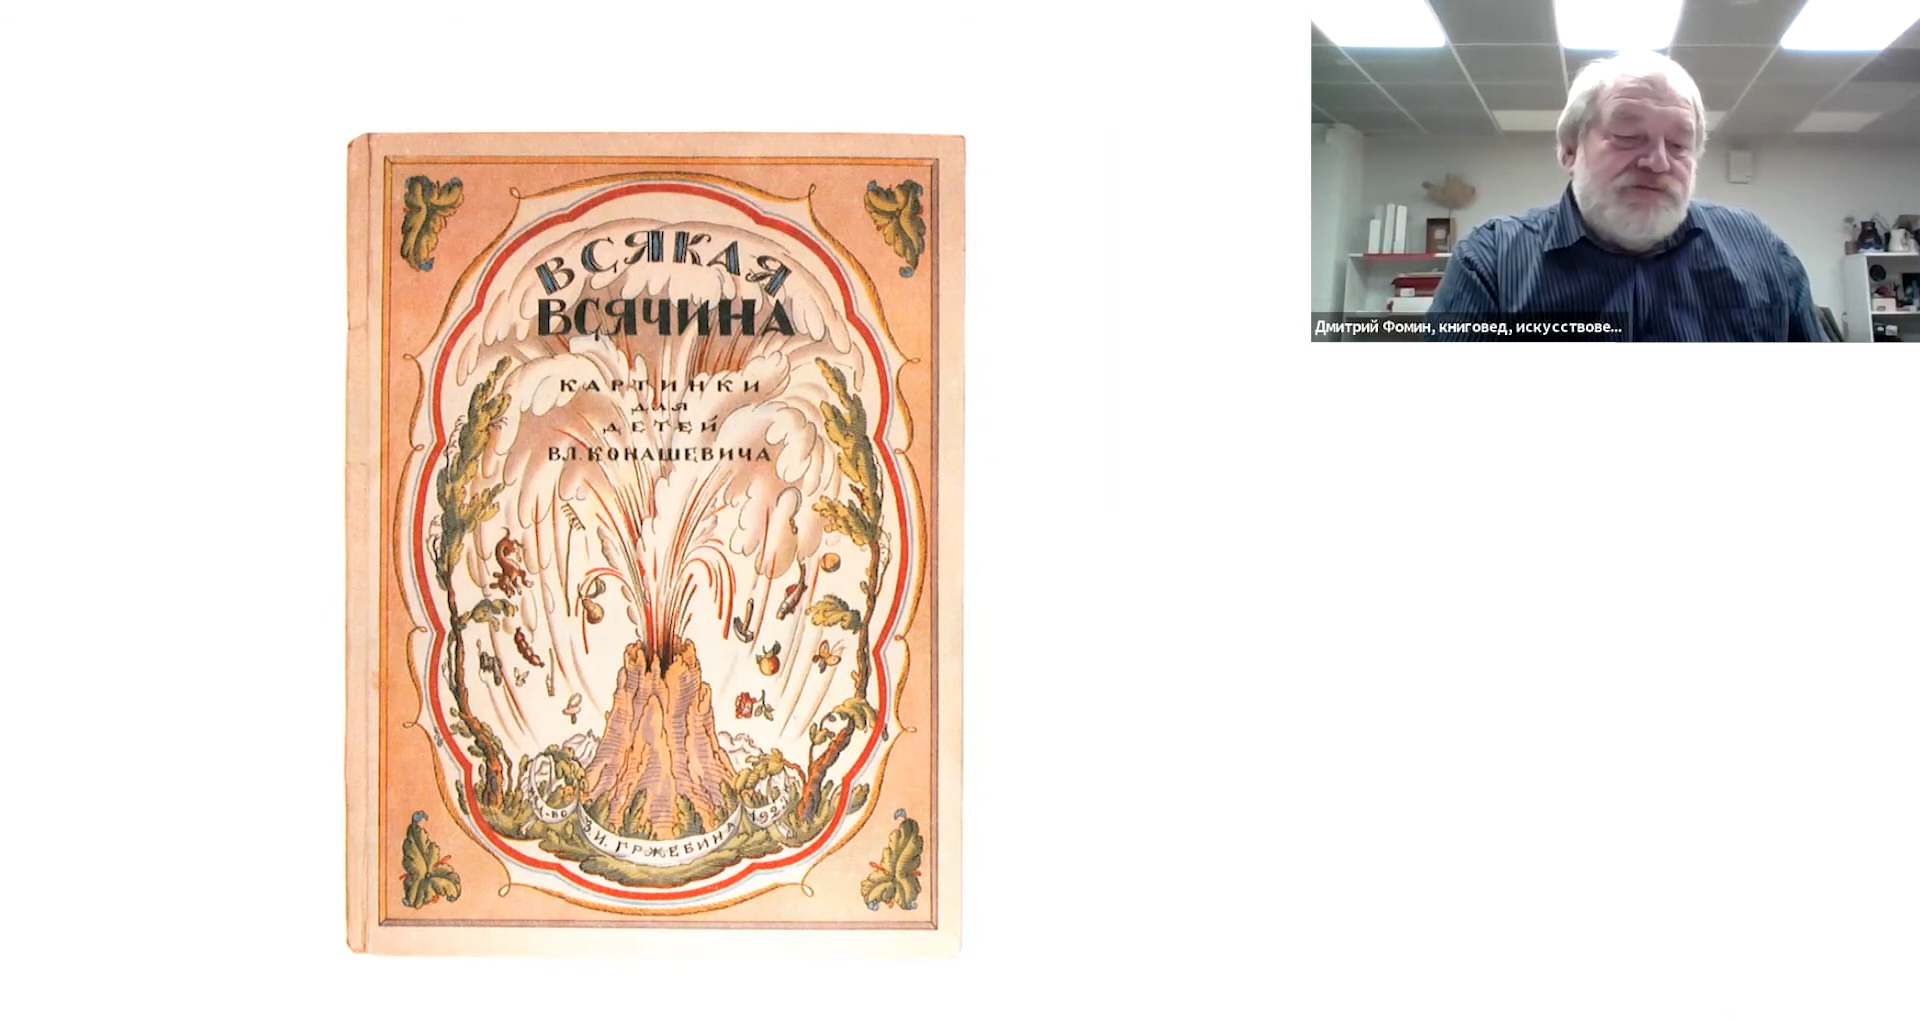 ВСЯКАЯ
ВСЯЧИНА
КАРТИНКИ
ДЛЯ
ДЕТЕЙ
ВЛ. КОНАШЕВИЧА
З.И. ГРЖЕБИНА
Дмитрий Фомин, книговед, искусствове...